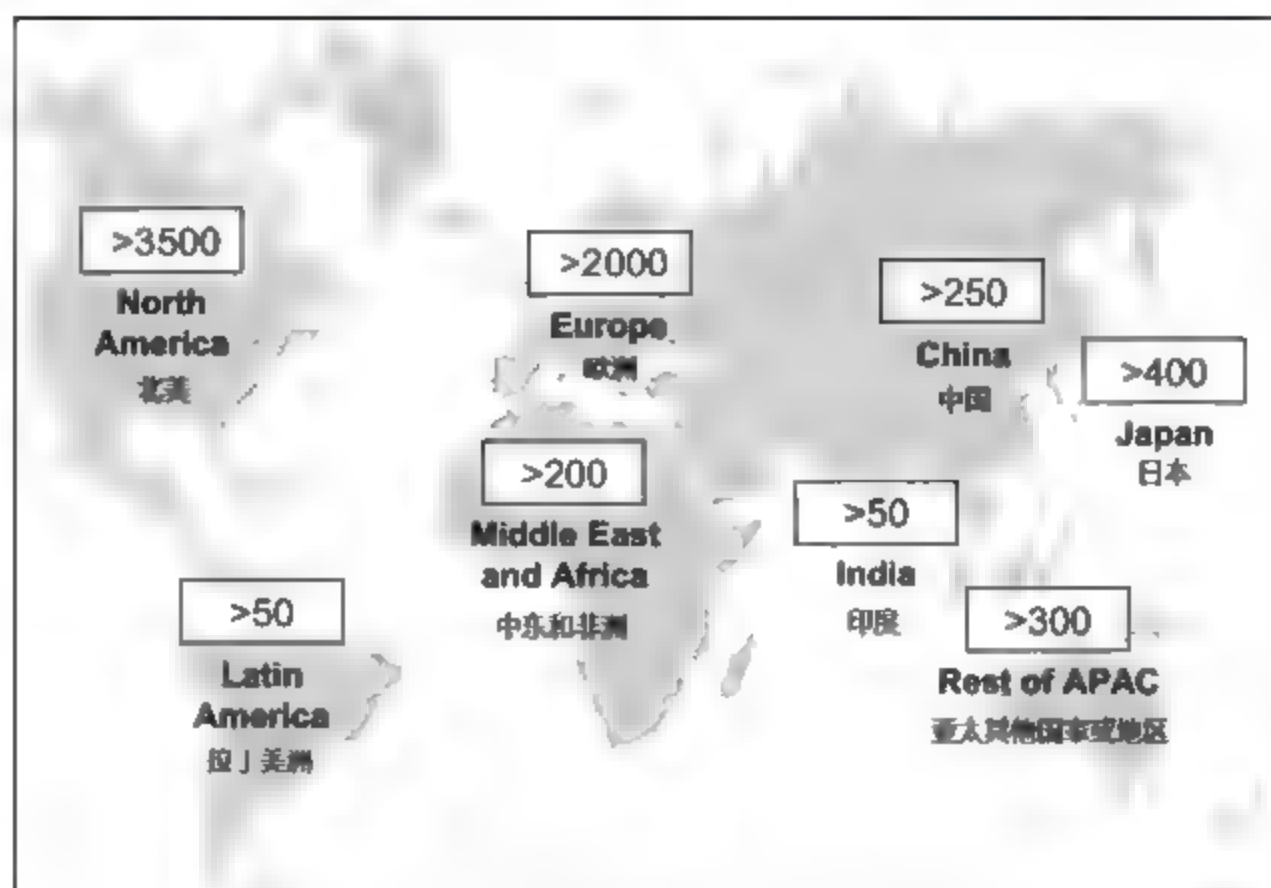 >3500
North
America
北美
>2000
Europe
欧洲
>250
China
中国
>400
Japan
日本
>200
Middle East
and Africa
中东和非洲
>50
India
印度
>50
Latin
America
拉丁美洲
>300
Rest of APAC
亚太其他国家或地区